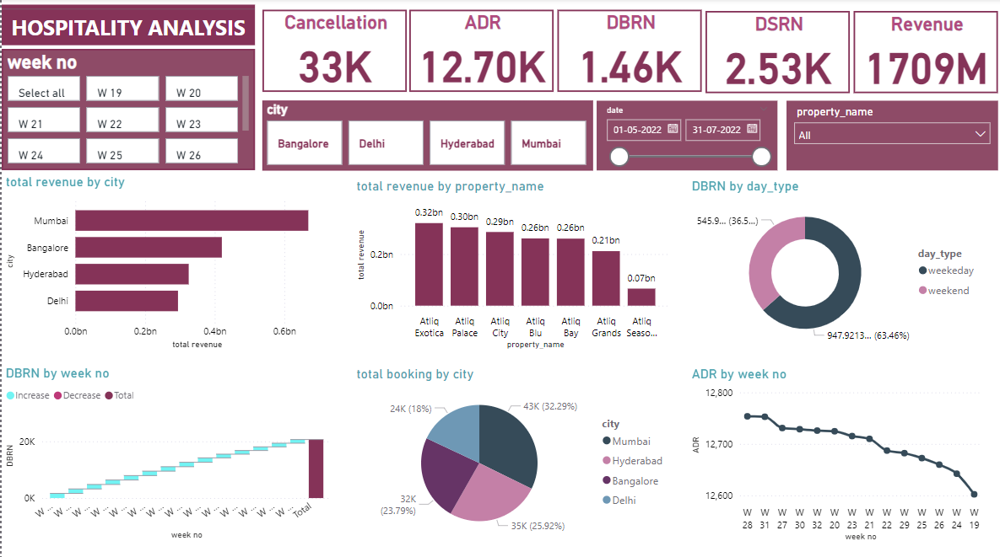 HOSPITALITY ANALYSIS
Cancellation
33K
ADR
12.70K
DBRN
1.46K
DSRN
2.53K
Revenue
1709M
week no
Select all
W 19
W 20
W 21
W 22
W 23
W 24
W 25
W 26
city
Bangalore
Delhi
Hyderabad
Mumbai
date
01-05-2022
31-07-2022
property_name
All
total revenue by city
city
Mumbai
Bangalore
Hyderabad
Delhi
0.0bn 0.2bn 0.4bn 0.6bn
total revenue
total revenue by property_name
total revenue
0.2bn
0.0bn
0.32bn
0.30bn
0.29bn
0.26bn
0.26bn
0.21bn
0.07bn
Atliq Exotica
Atliq Palace
Atliq City
Atliq Blu
Atliq Bay
Atliq Grands
Atliq Seaso...
property_name
DBRN by day_type
545.9... (36.5...)
947.9213... (63.46%)
day_type
weekeday
weekend
DBRN by week no
Increase Decrease Total
DBRN
20K
0K
W ... W ... W ... W ... W ... W ... W ... W ... W ... W ... W ... W ... W ... W ... Total
week no
total booking by city
24K (18%)
43K (32.29%)
32K
(23.79%)
35K (25.92%)
city
Mumbai
Hyderabad
Bangalore
Delhi
ADR by week no
ADR
12,800
12,700
12,600
W W W W W W W W W W W W W W
28 31 27 30 32 20 23 21 22 29 25 26 24 19
week no